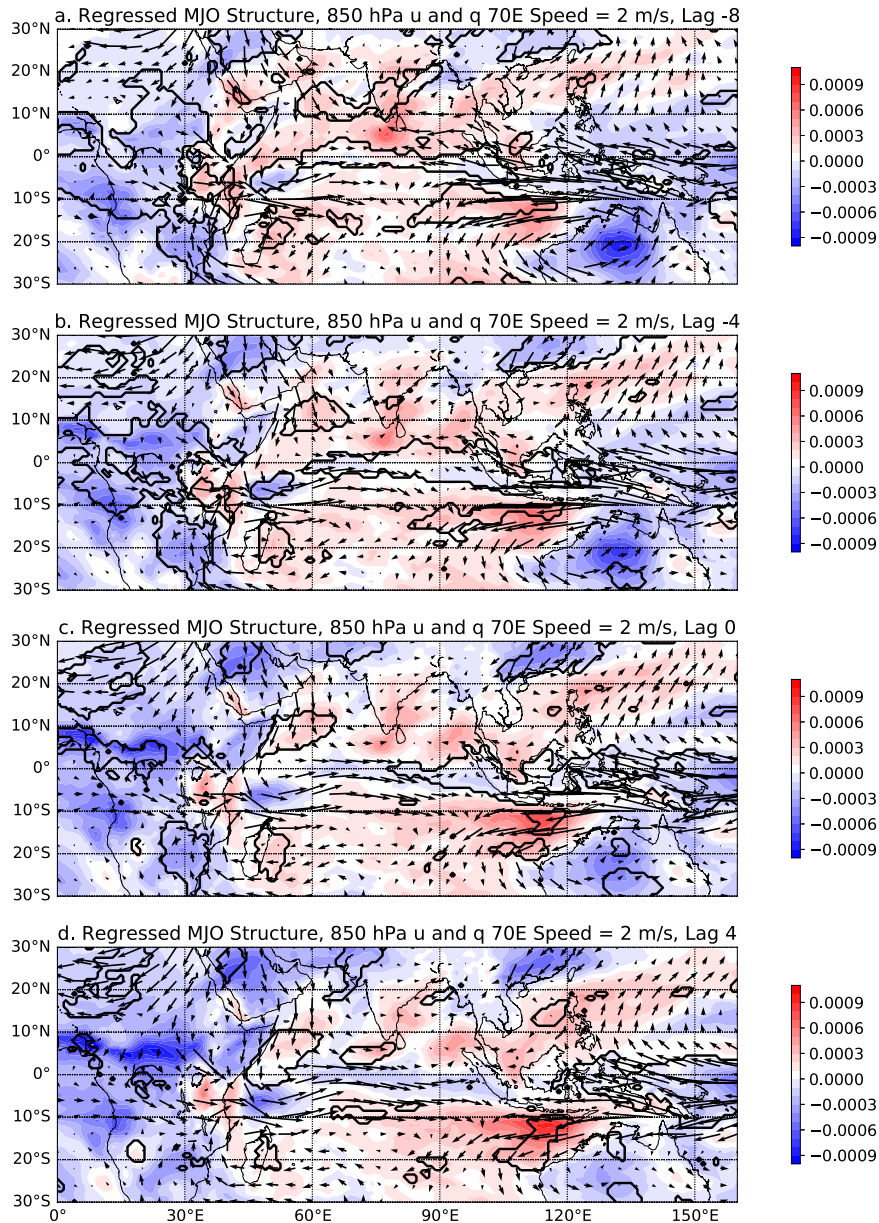 a. Regressed MJO Structure, 850 hPa u and q 70E Speed = 2 m/s, Lag -8
30°N
20°N
10°N
0°
10°S
20°S
30°S
0.0009
0.0006
0.0003
0.0000
−0.0003
−0.0006
−0.0009
b. Regressed MJO Structure, 850 hPa u and q 70E Speed = 2 m/s, Lag -4
30°N
20°N
10°N
0°
10°S
20°S
30°S
0.0009
0.0006
0.0003
0.0000
−0.0003
−0.0006
−0.0009
c. Regressed MJO Structure, 850 hPa u and q 70E Speed = 2 m/s, Lag 0
30°N
20°N
10°N
0°
10°S
20°S
30°S
0.0009
0.0006
0.0003
0.0000
−0.0003
−0.0006
−0.0009
d. Regressed MJO Structure, 850 hPa u and q 70E Speed = 2 m/s, Lag 4
30°N
20°N
10°N
0°
10°S
20°S
30°S
0.0009
0.0006
0.0003
0.0000
−0.0003
−0.0006
−0.0009
0° 30°E 60°E 90°E 120°E 150°E